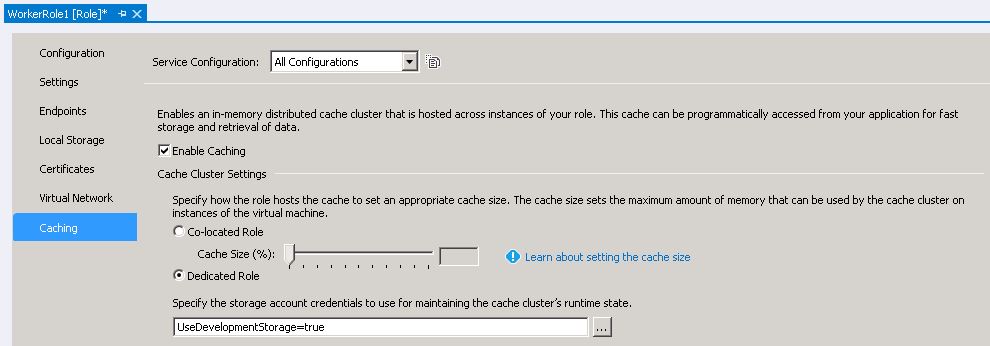 WorkerRole1 [Role]*
Configuration
Settings
Endpoints
Local Storage
Certificates
Virtual Network
Caching
Service Configuration: All Configurations
Enables an in-memory distributed cache cluster that is hosted across instances of your role. This cache can be programmatically accessed from your application for fast
storage and retrieval of data.
Enable Caching
Cache Cluster Settings
Specify how the role hosts the cache to set an appropriate cache size. The cache size sets the maximum amount of memory that can be used by the cache cluster on
instances of the virtual machine.
Co-located Role
Cache Size (%): Learn about setting the cache size
Dedicated Role
Specify the storage account credentials to use for maintaining the cache cluster's runtime state.
UseDevelopmentStorage=true ...